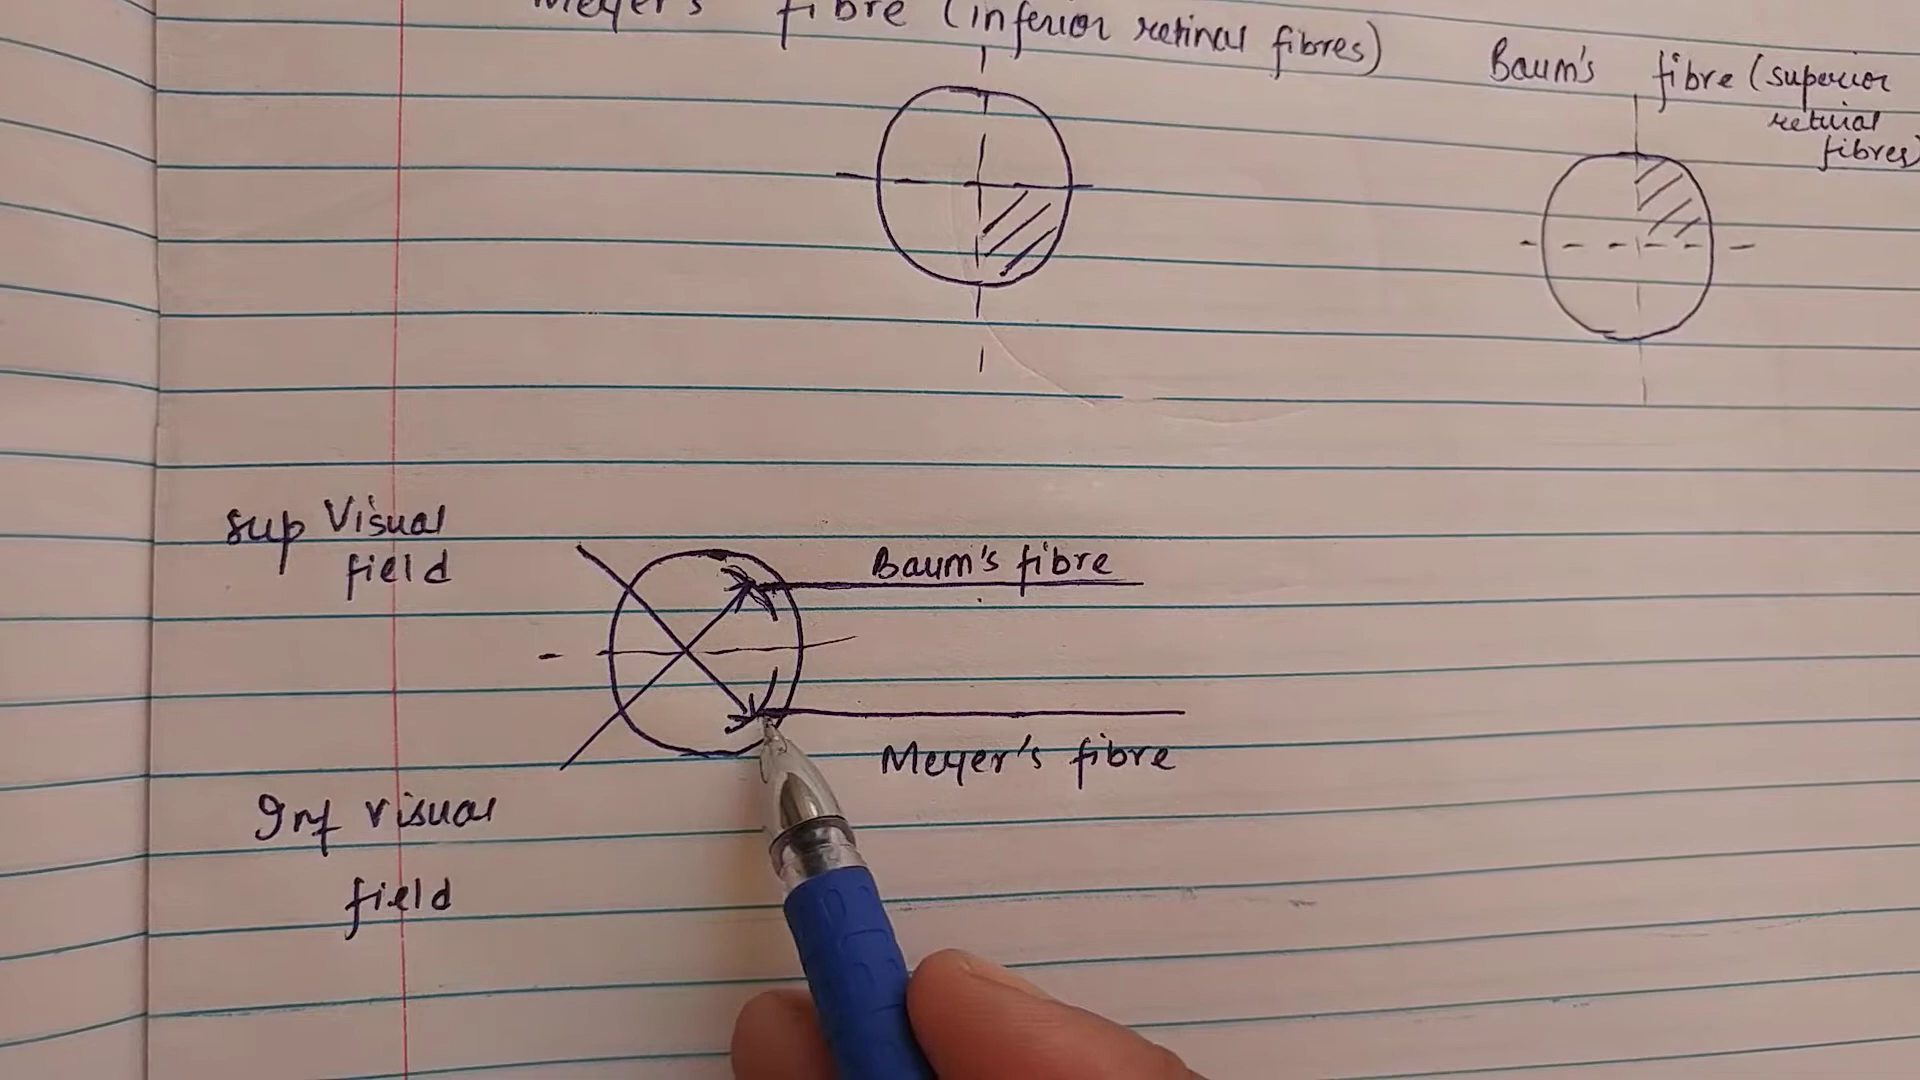 Meyer's fibre (inferior retinal fibres)
Baum's fibre (superior
retinal
fibres)
sup Visual
field
Baum's fibre
Meyer's fibre
Inf visual
field